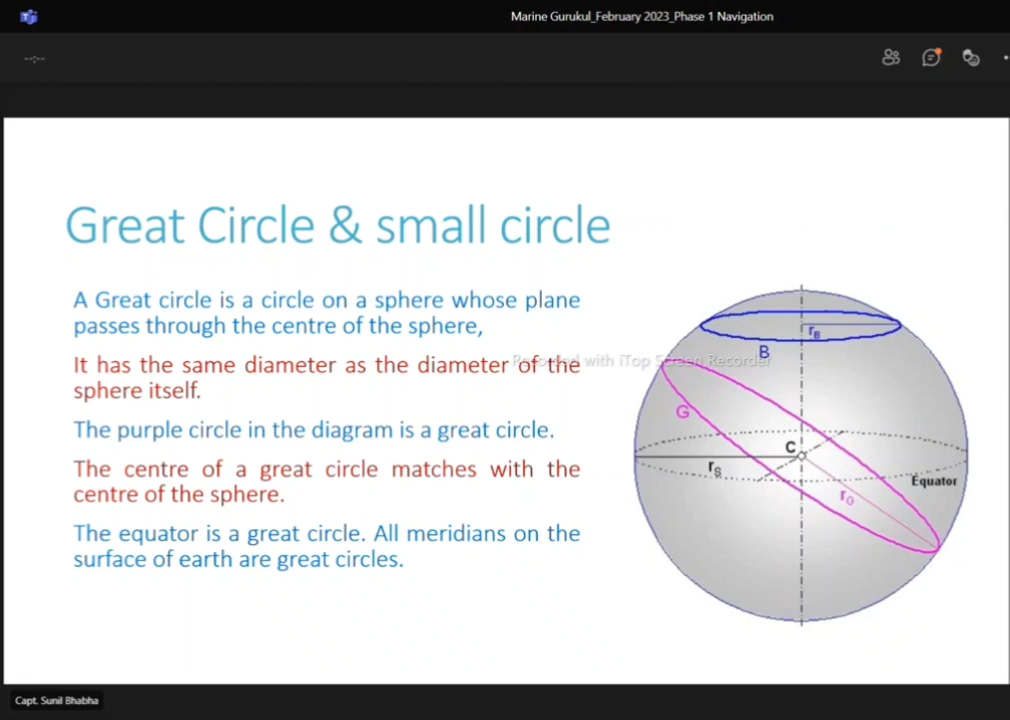 Marine Gurukul_February 2023_Phase 1 Navigation
--:--
Great Circle & small circle
A Great circle is a circle on a sphere whose plane
passes through the centre of the sphere,
It has the same diameter as the diameter of the
sphere itself.
The purple circle in the diagram is a great circle.
The centre of a great circle matches with the
centre of the sphere.
The equator is a great circle. All meridians on the
surface of earth are great circles.
Recorded with iTop Screen Recorder
rB
B
G
C
rS
rG
Equator
Capt. Sunil Bhabha